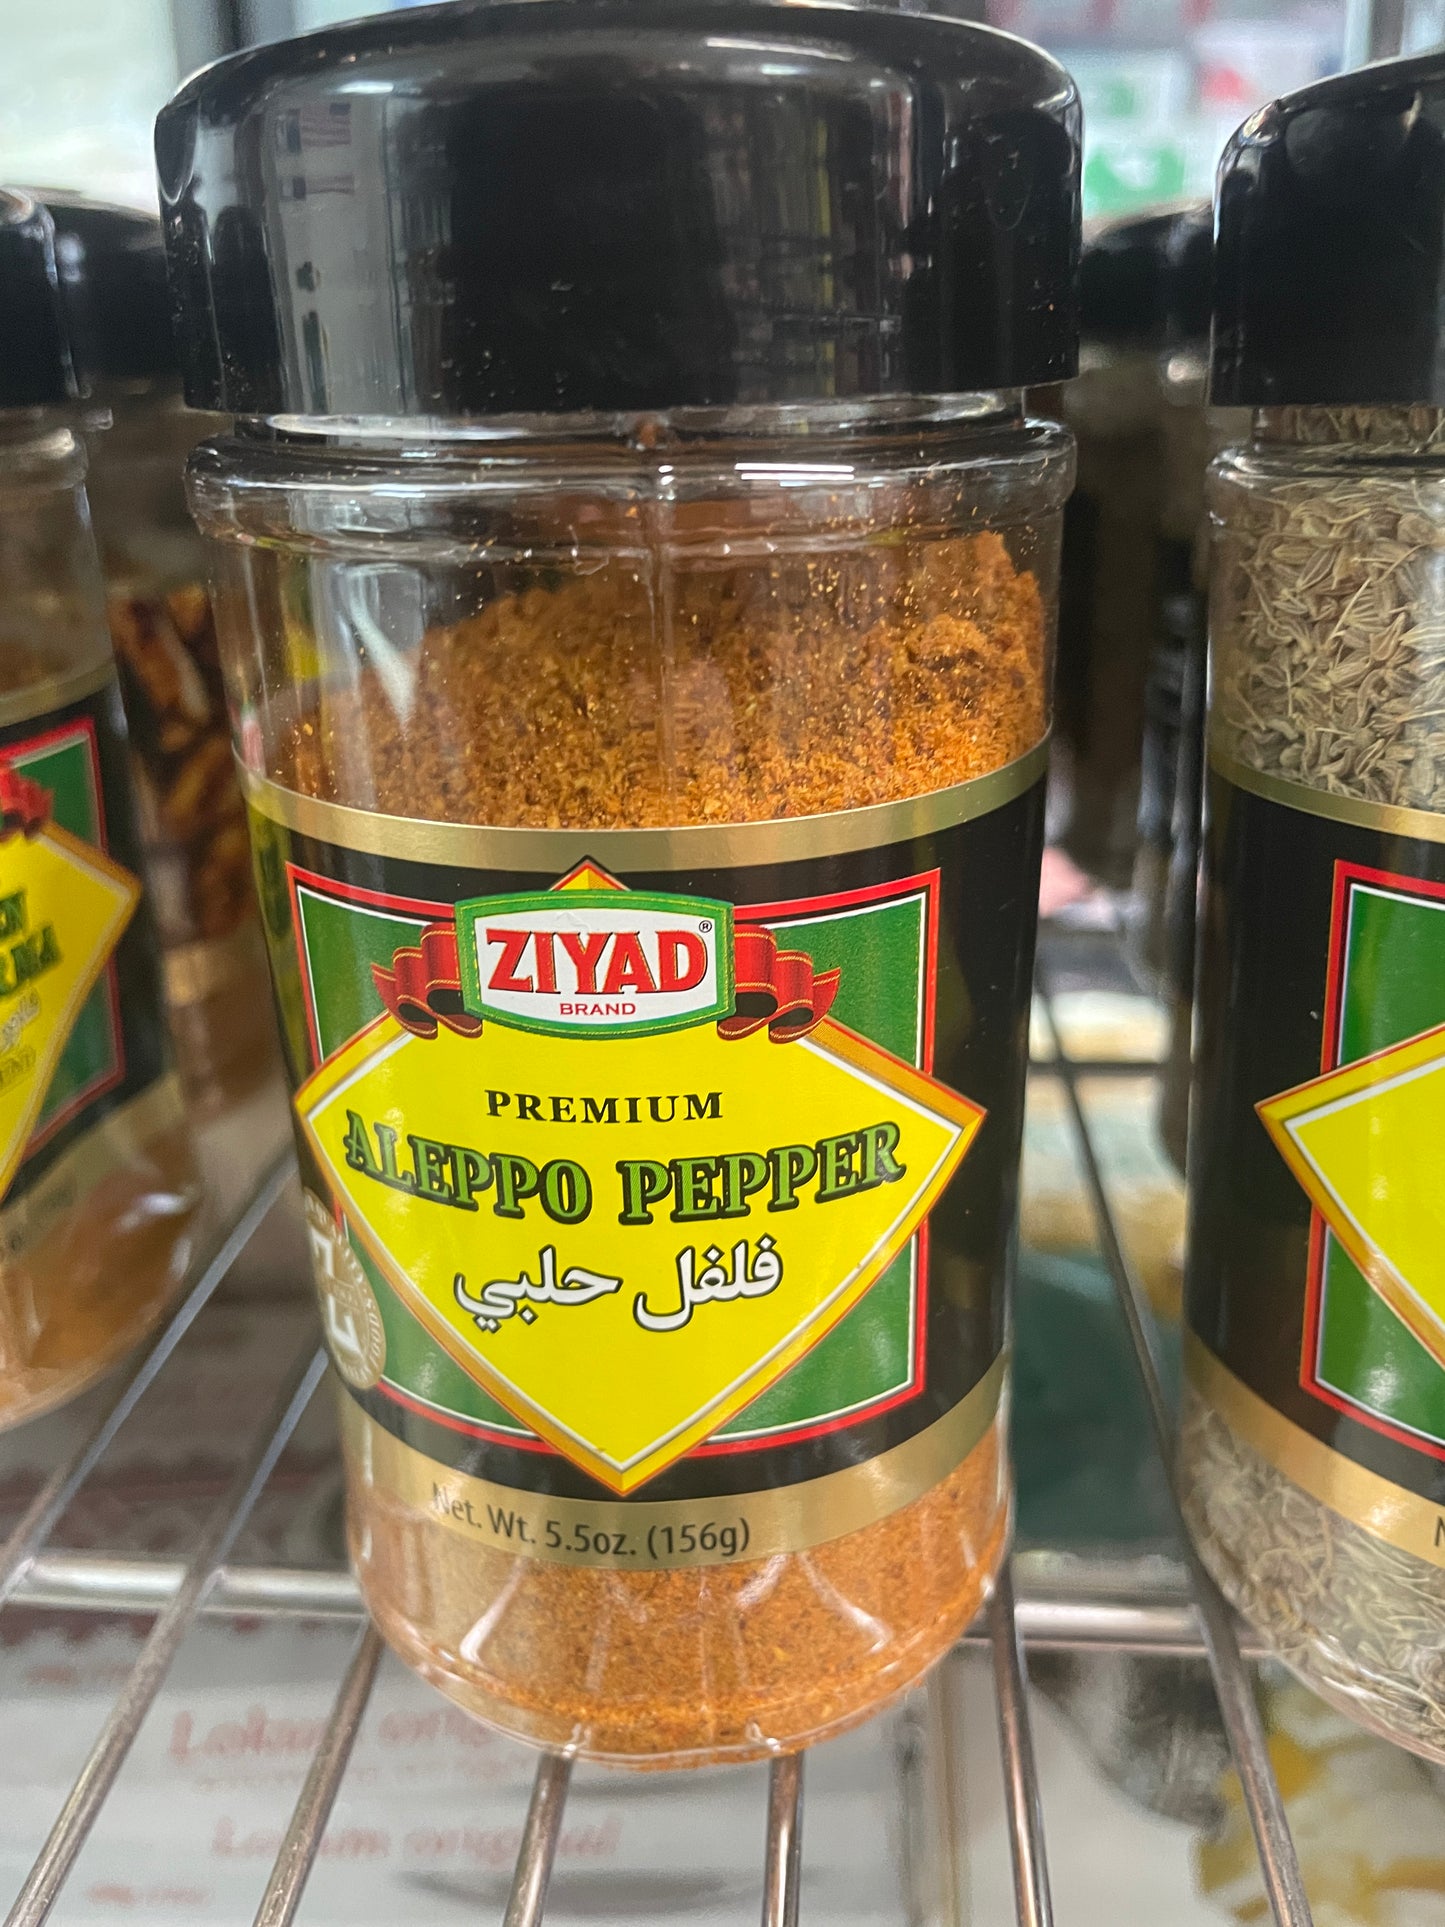 ZIYAD®
BRAND
PREMIUM
ALEPPO PEPPER
فلفل حلبي
Net. Wt. 5.5oz. (156g)